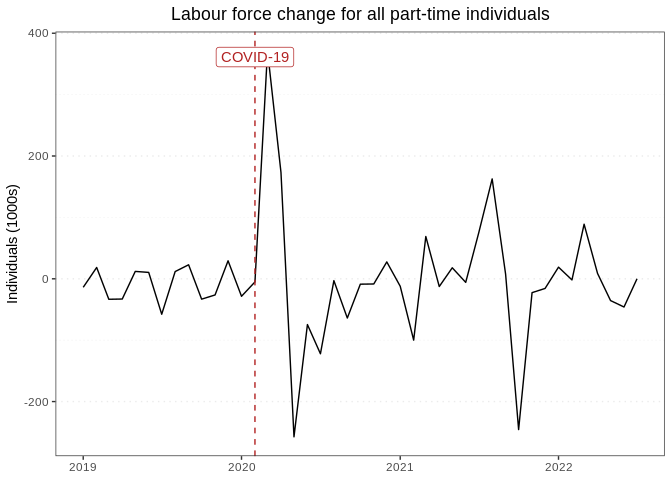 Labour force change for all part-time individuals
400
COVID-19
200
Individuals (1000s)
0
-200
2019 2020 2021 2022